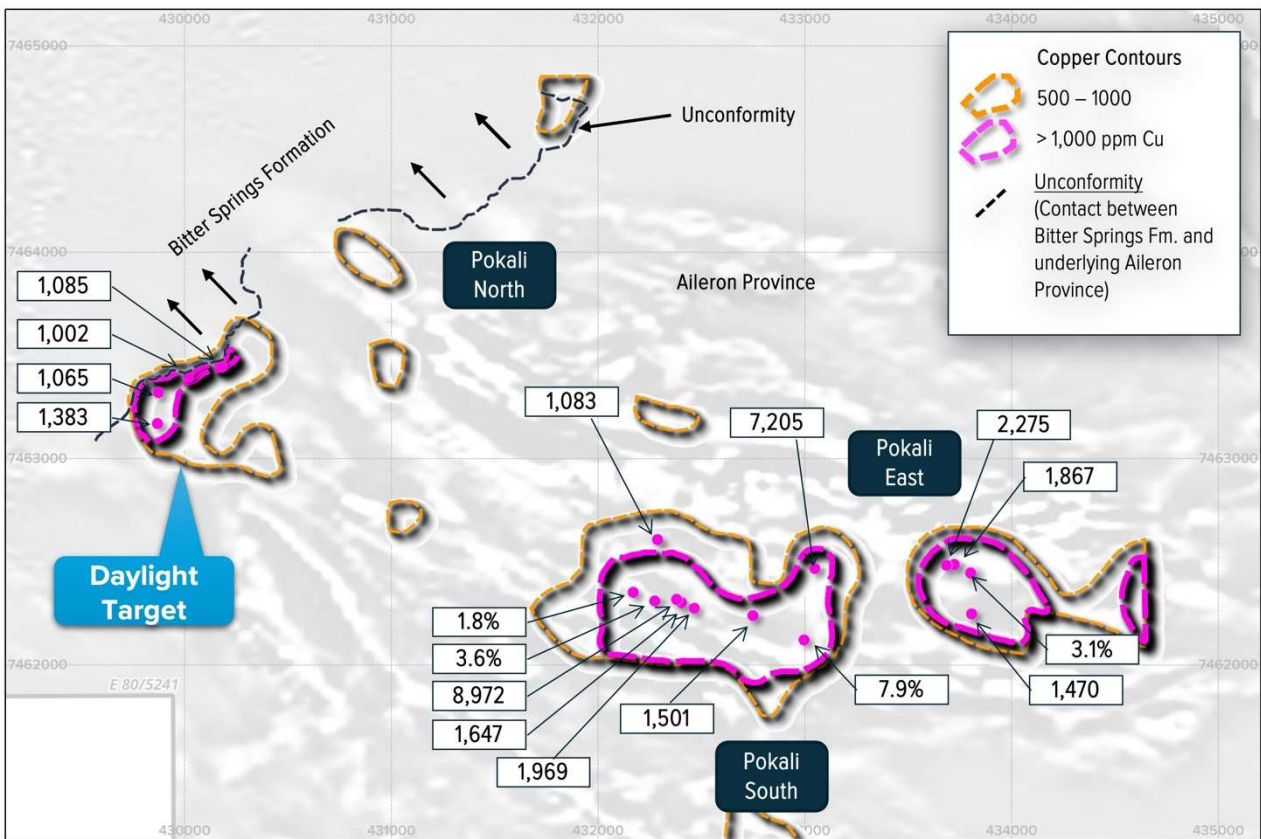 430000
431000
432000
433000
434000
435000
7465000
7464000
7463000
7462000
Copper Contours
500 – 1000
> 1,000 ppm Cu
Unconformity
(Contact between
Bitter Springs Fm. and
underlying Aileron
Province)
Unconformity
Bitter Springs Formation
Pokali
North
Aileron Province
1,085
1,002
1,065
1,383
Daylight
Target
1,083
7,205
Pokali
East
2,275
1,867
1.8%
3.6%
8,972
1,647
1,969
1,501
7.9%
3.1%
1,470
Pokali
South
E 80/5241
7465000
7464000
7463000
7462000
430000
431000
432000
433000
434000
435000